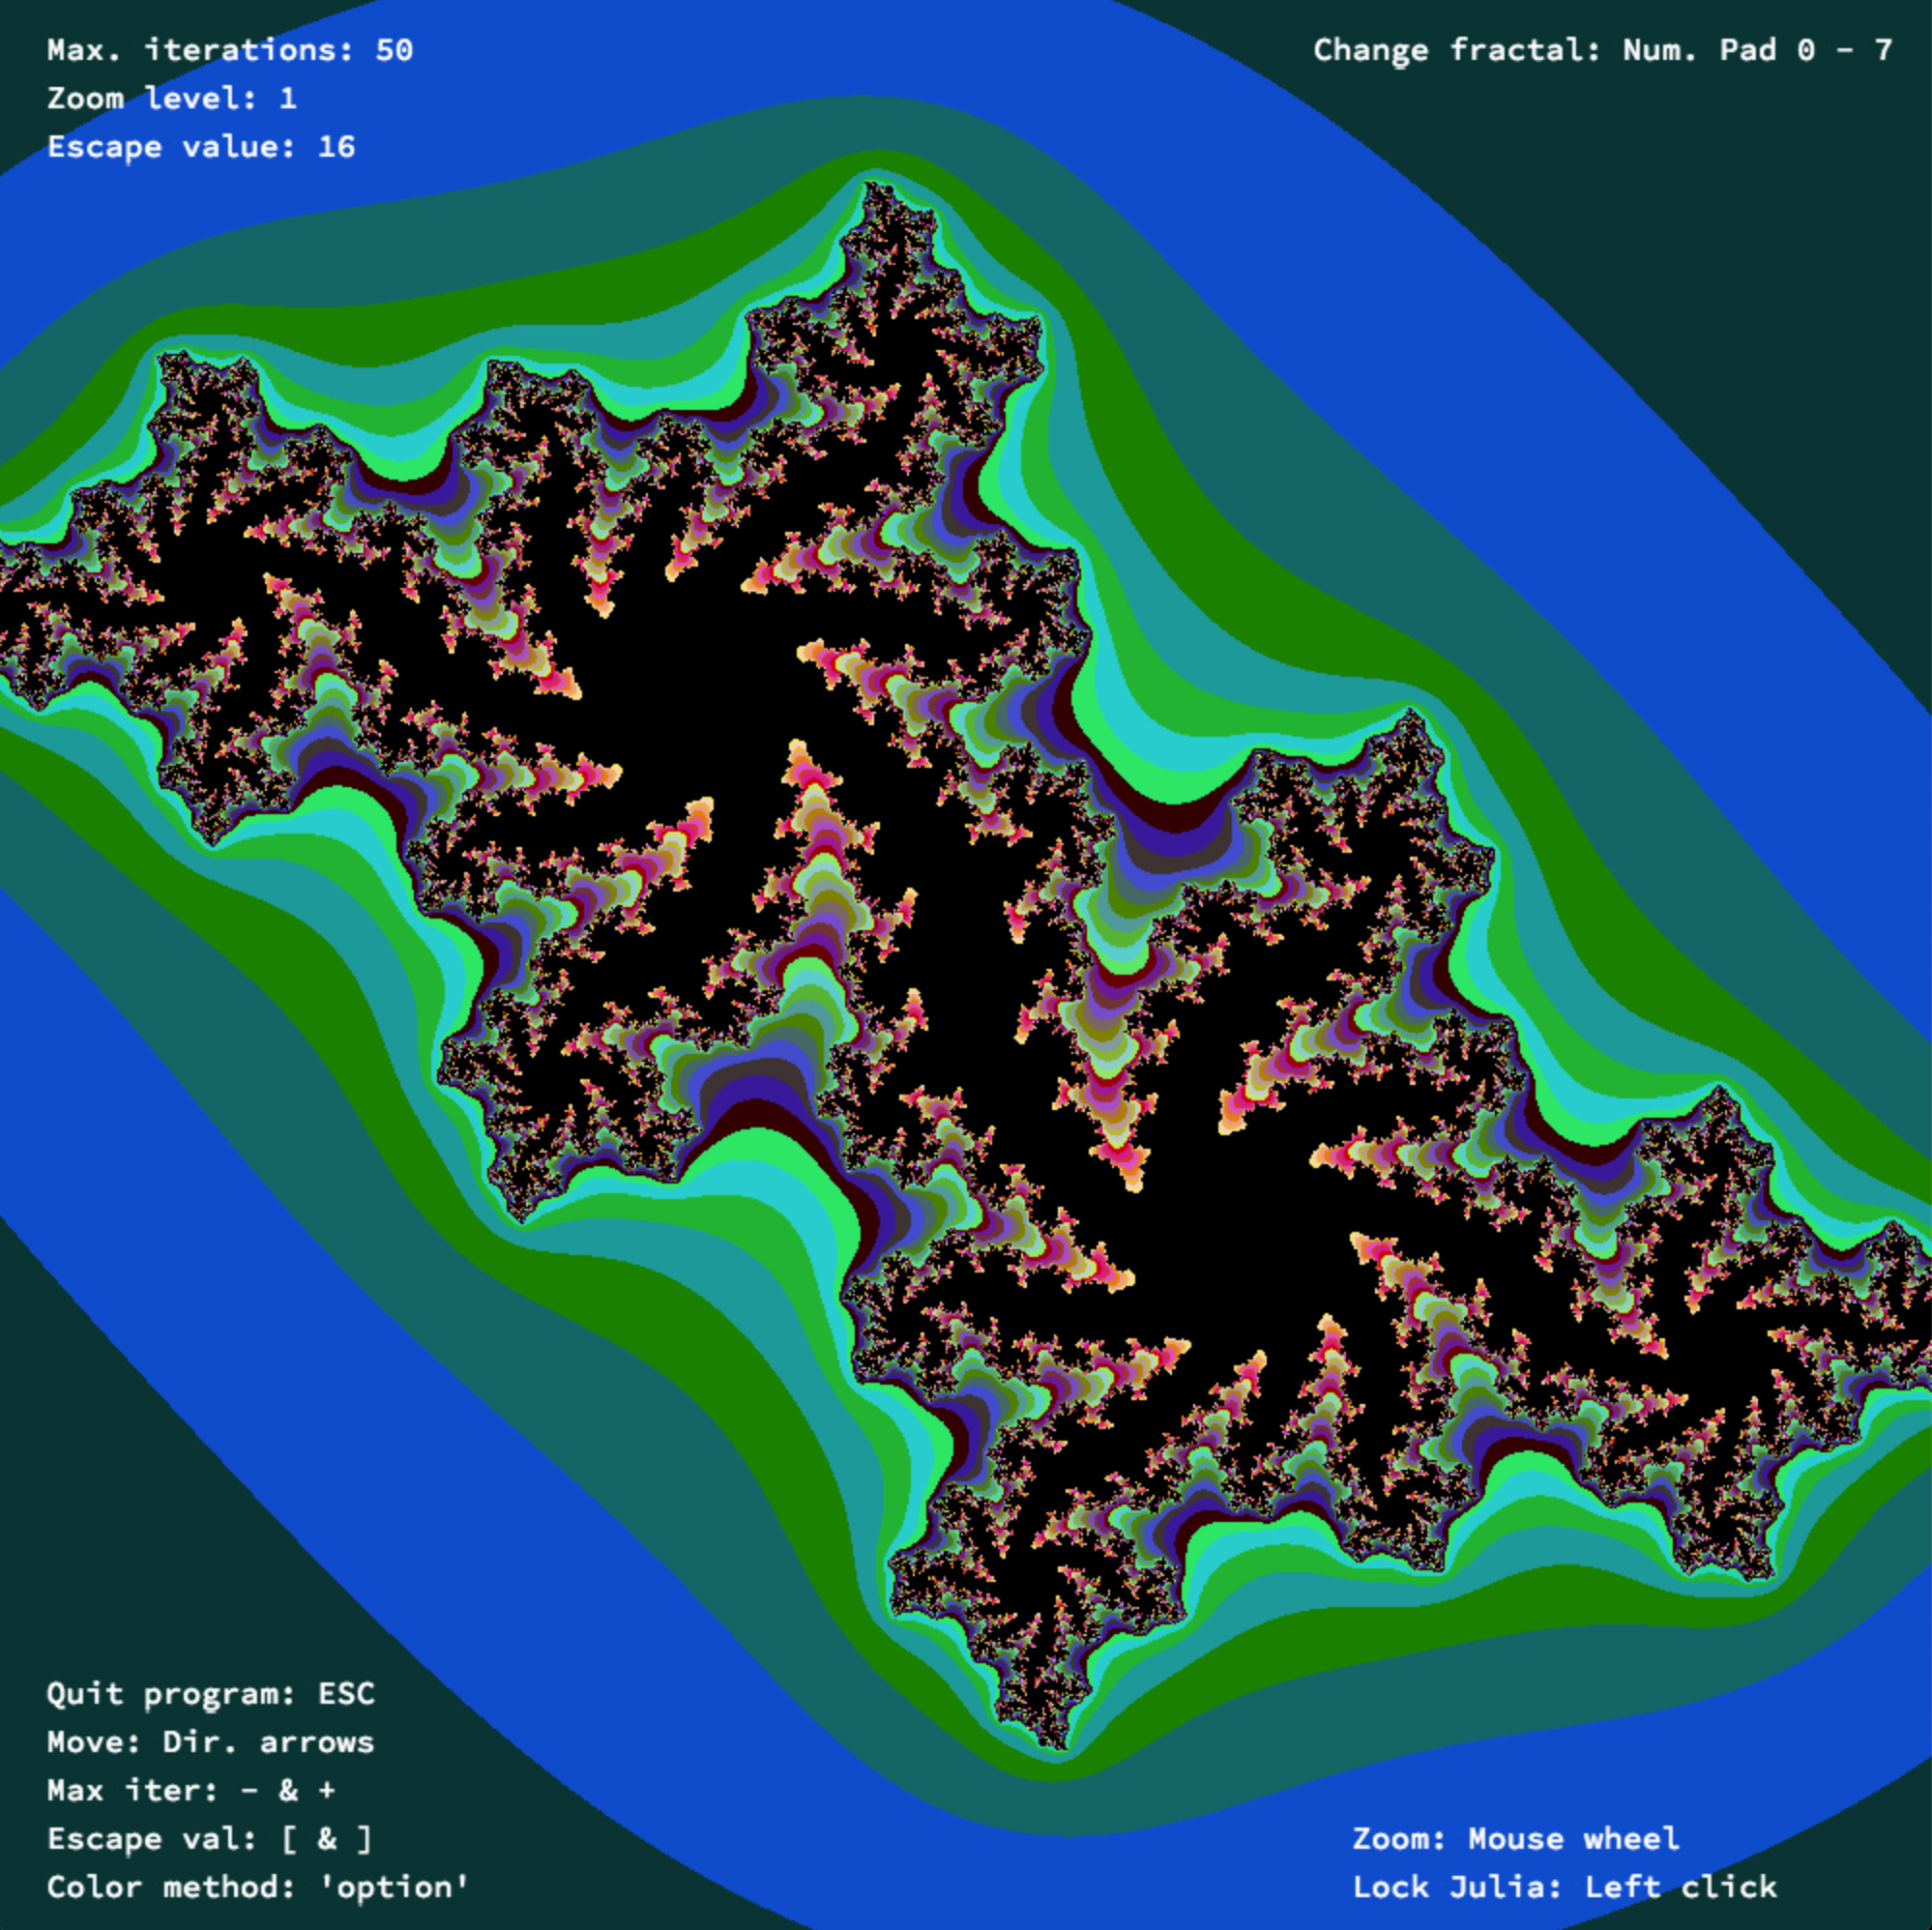 Max. iterations: 50
Zoom level: 1
Escape value: 16
Change fractal: Num. Pad 0 - 7
Quit program: ESC
Move: Dir. arrows
Max iter: - & +
Escape val: [ & ]
Color method: 'option'
Zoom: Mouse wheel
Lock Julia: Left click